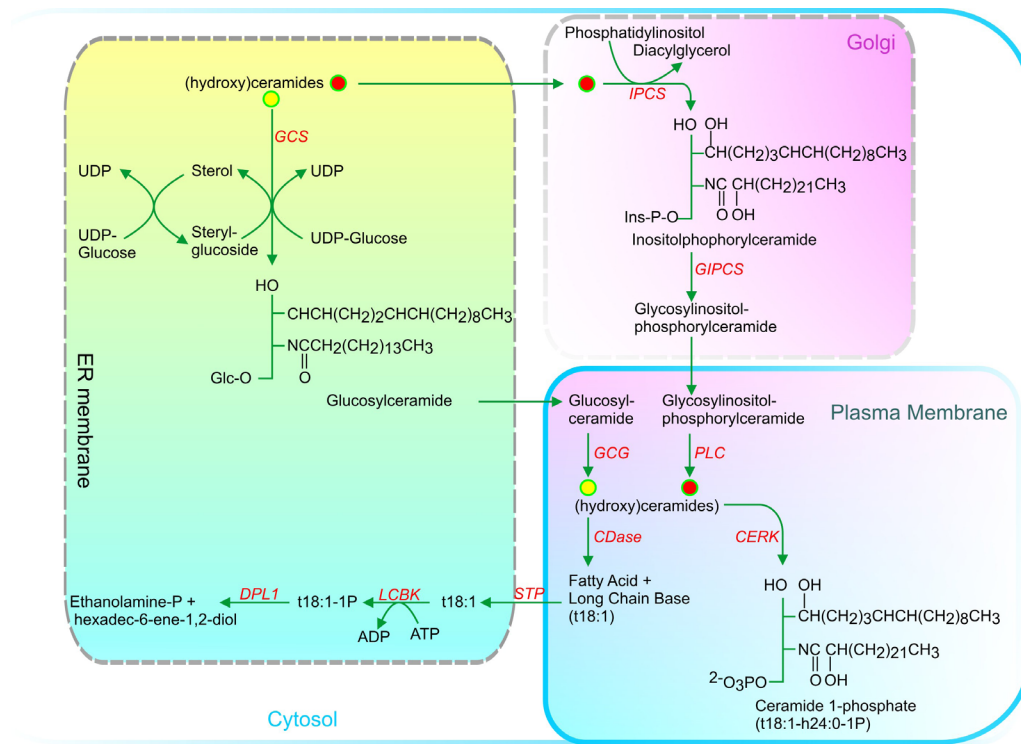 Phosphatidylinositol
Diacylglycerol
Golgi
(hydroxy)ceramides
IPCS
GCS
HO OH
CH(CH2)3CHCH(CH2)8CH3
UDP
Sterol
UDP
NC CH(CH2)21CH3
O OH
Ins-P-O
UDP-
Glucose
Steryl-
glucoside
UDP-Glucose
Inositolphophorylceramide
GIPCS
HO
CHCH(CH2)2CHCH(CH2)8CH3
Glycosylinositol-
phosphorylceramide
NCCH2(CH2)13CH3
O
Glc-O
ER membrane
Glucosylceramide
Glucosyl-
ceramide
Glycosylinositol-
phosphorylceramide
Plasma Membrane
GCG
PLC
(hydroxy)ceramides)
CDase
CERK
Fatty Acid +
Long Chain Base
(t18:1)
STP
t18:1
LCBK
t18:1-1P
DPL1
Ethanolamine-P +
hexadec-6-ene-1,2-diol
ADP
ATP
HO OH
CH(CH2)3CHCH(CH2)8CH3
NC CH(CH2)21CH3
O OH
2-O3PO
Ceramide 1-phosphate
(t18:1-h24:0-1P)
Cytosol